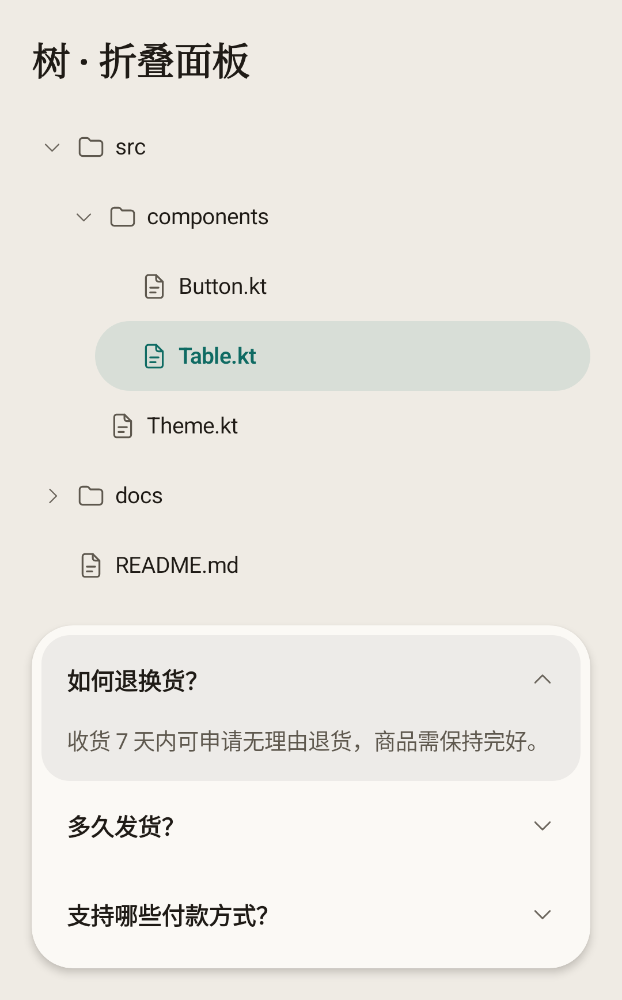 树 · 折叠面板
src
components
Button.kt
Table.kt
Theme.kt
docs
README.md
如何退换货？
收货 7 天内可申请无理由退货，商品需保持完好。
多久发货？
支持哪些付款方式？